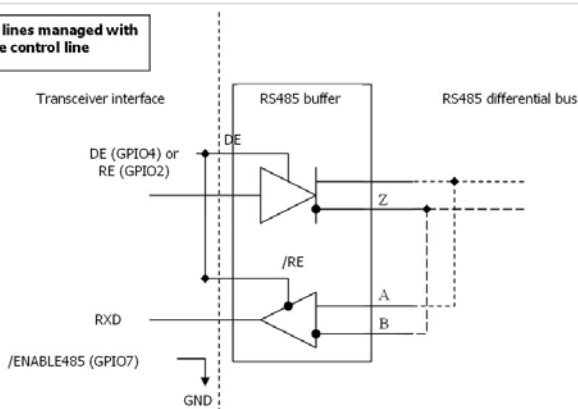 lines managed with
e control line
Transceiver interface
RS485 buffer
RS485 differential bus
DE
DE (GPIO4) or
RE (GPIO2)
Z
/RE
A
RXD
B
/ENABLE485 (GPIO7)
GND